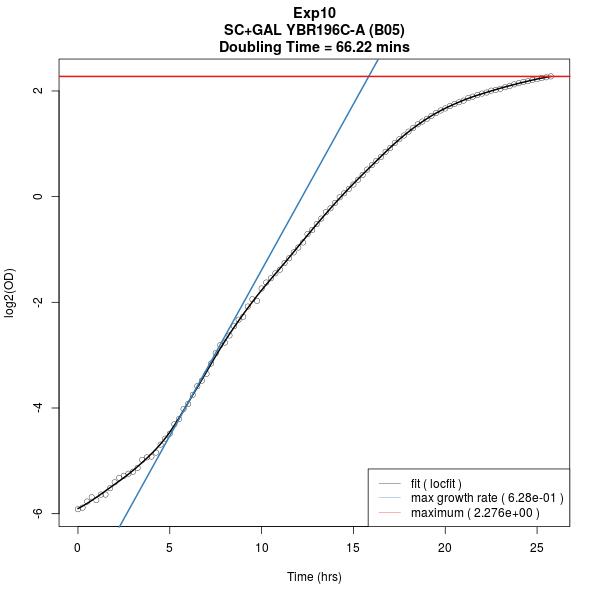 Exp10
SC+GAL YBR196C-A (B05)
Doubling Time = 66.22 mins
log2(OD)
2
0
-2
-4
-6
fit ( locfit )
max growth rate ( 6.28e-01 )
maximum ( 2.276e+00 )
0 5 10 15 20 25
Time (hrs)